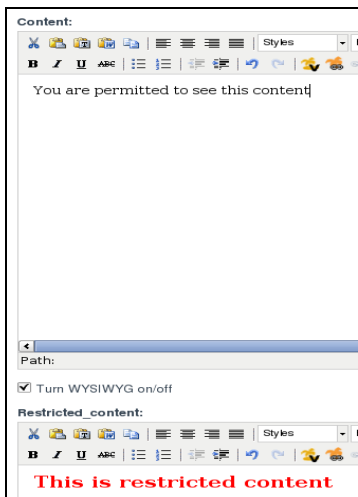 Content:
Styles
B I U ABC
You are permitted to see this content
Path:
Turn WYSIWYG on/off
Restricted_content:
Styles
B I U ABC
This is restricted content